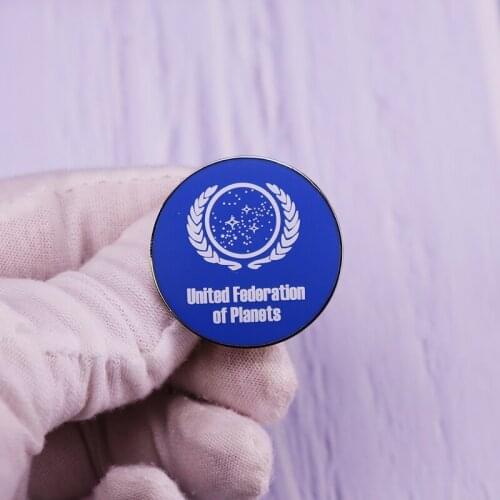 United Federation
of Planets